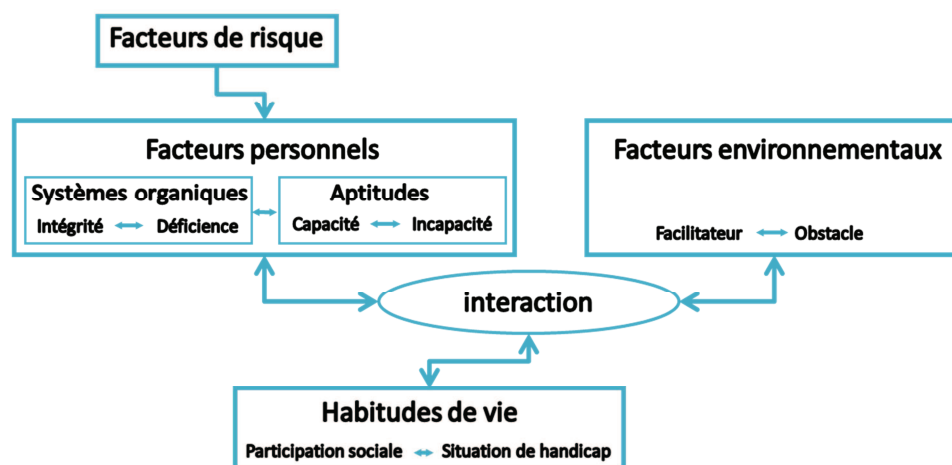 Facteurs de risque
Facteurs personnels
Systèmes organiques
Intégrité Déficience
Aptitudes
Capacité Incapacité
Facteurs environnementaux
Facilitateur Obstacle
interaction
Habitudes de vie
Participation sociale Situation de handicap